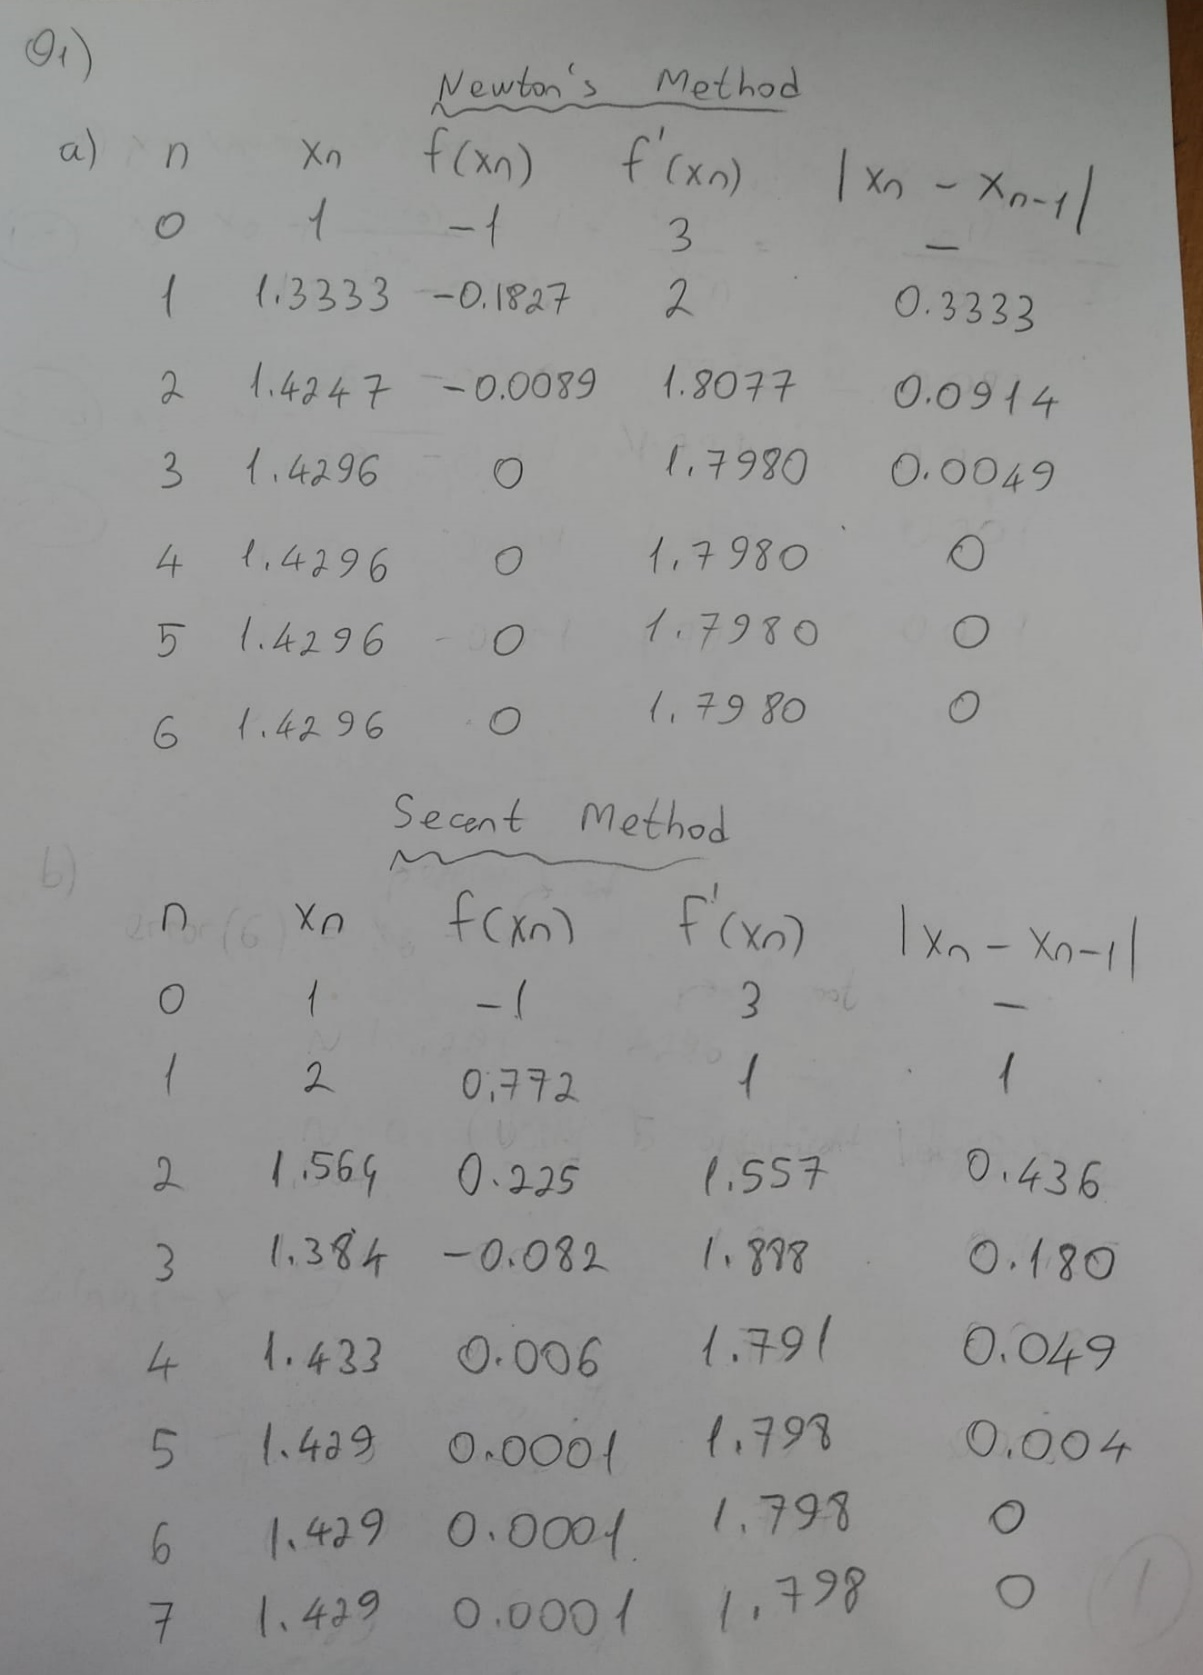 Q1)
Newton's Method
a) n xn f(xn) f'(xn) |xn - xn-1|
0 1 -1 3 -
1 1.3333 -0.1827 2 0.3333
2 1.4247 -0.0089 1.8077 0.0914
3 1.4296 0 1.7980 0.0049
4 1.4296 0 1.7980 0
5 1.4296 0 1.7980 0
6 1.4296 0 1.7980 0
Secant Method
b)
n xn f(xn) f'(xn) |xn - xn-1|
0 1 -1 3 -
1 2 0.772 1 1
2 1.564 0.225 1.557 0.436
3 1.384 -0.082 1.888 0.180
4 1.433 0.006 1.791 0.049
5 1.429 0.0001 1.798 0.004
6 1.429 0.0001 1.798 0
7 1.429 0.0001 1.798 0
1